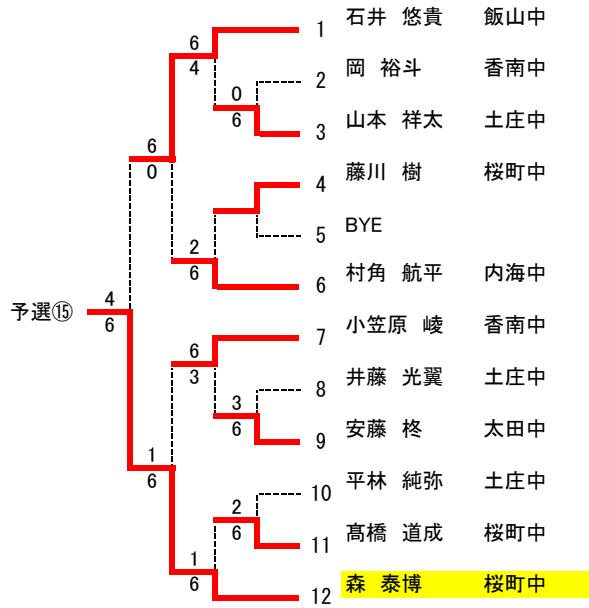 石井 悠貴 飯山中
1
6
4
岡 裕斗 香南中
2
0
6
山本 祥太 土庄中
3
6
0
藤川 樹 桜町中
4
BYE
5
2
6
村角 航平 内海中
6
予選⑮
4
6
小笠原 崚 香南中
7
6
3
井藤 光翼 土庄中
8
3
6
安藤 柊 太田中
9
1
6
平林 純弥 土庄中
10
2
6
髙橋 道成 桜町中
11
1
6
森 泰博 桜町中
12